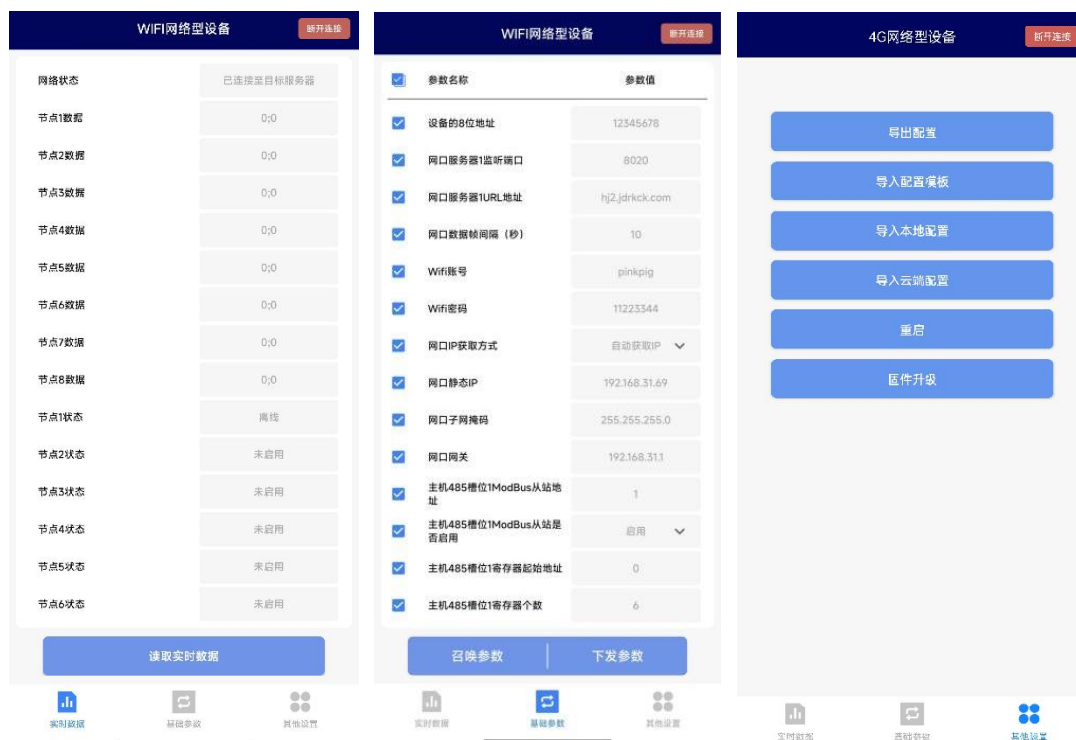 WIFI网络型设备
断开连接
网络状态
已连接至目标服务器
节点1数据
0;0
节点2数据
0;0
节点3数据
0;0
节点4数据
0;0
节点5数据
0;0
节点6数据
0;0
节点7数据
0;0
节点8数据
0;0
节点1状态
离线
节点2状态
未启用
节点3状态
未启用
节点4状态
未启用
节点5状态
未启用
节点6状态
未启用
读取实时数据
实时数据
基础参数
其他设置
WIFI网络型设备
断开连接
参数名称
参数值
设备的8位地址
12345678
网口服务器1监听端口
8020
网口服务器1URL地址
hj2.jdrkck.com
网口数据帧间隔（秒）
10
Wifi账号
pinkpig
Wifi密码
11223344
网口IP获取方式
自动获取IP
网口静态IP
192.168.31.69
网口子网掩码
255.255.255.0
网口网关
192.168.31.1
主机485槽位1ModBus从站地
址
1
主机485槽位1ModBus从站是
否启用
启用
主机485槽位1寄存器起始地址
0
主机485槽位1寄存器个数
6
召唤参数
下发参数
实时数据
基础参数
其他设置
4G网络型设备
断开连接
导出配置
导入配置模板
导入本地配置
导入云端配置
重启
固件升级
实时数据
基础参数
其他设置